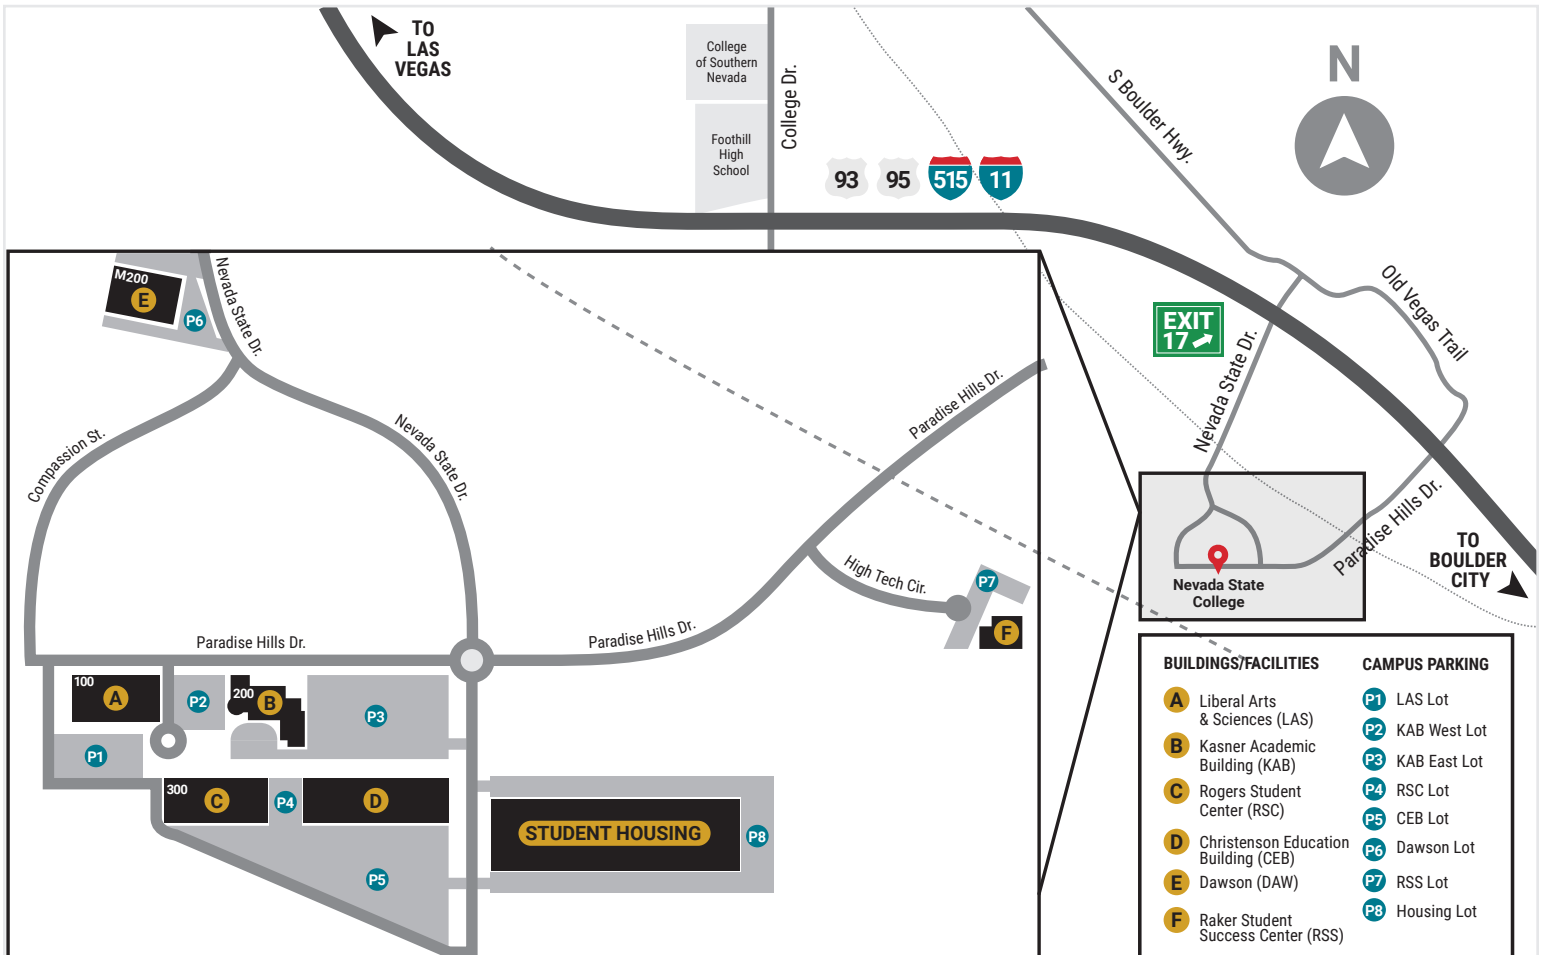 TO
LAS
VEGAS
College
of Southern
Nevada
Foothill
High
School
College Dr.
93
95
515
11
S Boulder Hwy.
N
Old Vegas Trail
EXIT
17
Nevada State Dr.
Paradise Hills Dr.
TO
BOULDER
CITY
Nevada State
College
M200
E
P6
Nevada State Dr.
Compassion St.
Nevada State Dr.
Paradise Hills Dr.
High Tech Cir.
P7
F
Paradise Hills Dr.
Paradise Hills Dr.
100
A
P2
200
B
P3
P1
300
C
P4
D
STUDENT HOUSING
P8
P5
BUILDINGS/FACILITIES
A Liberal Arts
& Sciences (LAS)
B Kasner Academic
Building (KAB)
C Rogers Student
Center (RSC)
D Christenson Education
Building (CEB)
E Dawson (DAW)
F Raker Student
Success Center (RSS)
CAMPUS PARKING
P1 LAS Lot
P2 KAB West Lot
P3 KAB East Lot
P4 RSC Lot
P5 CEB Lot
P6 Dawson Lot
P7 RSS Lot
P8 Housing Lot